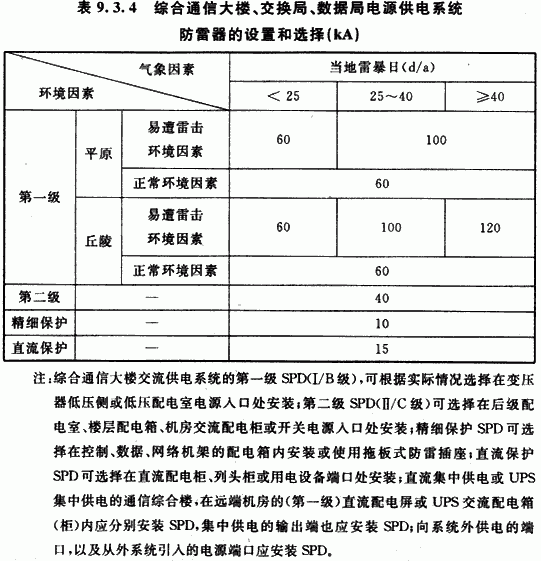 表 9.3.4 综合通信大楼、交换局、数据局电源供电系统
防雷器的设置和选择(kA)
气象因素
环境因素
当地雷暴日(d/a)
＜25 25～40 ≥40
第一级
平原
易遭雷击
环境因素
60 100
正常环境因素 60
丘陵
易遭雷击
环境因素
60 100 120
正常环境因素 60
第二级 — 40
精细保护 — 10
直流保护 — 15
注:综合通信大楼交流供电系统的第一级 SPD(Ⅰ/B 级),可根据实际情况选择在变压
器低压侧或低压配电室电源入口处安装;第二级 SPD(Ⅱ/C 级)可选择在后级配
电室、楼层配电箱、机房交流配电柜或开关电源入口处安装;精细保护 SPD 可选
择在控制、数据、网络机架的配电箱内安装或使用拖板式防雷插座;直流保护
SPD 可选择在直流配电柜、列头柜或用电设备端口处安装;直流集中供电或 UPS
集中供电的通信综合楼,在远端机房的(第一级)直流配电屏或 UPS 交流配电箱
(柜)内应分别安装 SPD,集中供电的输出端也应安装 SPD;向系统外供电的端
口,以及从外系统引入的电源端口应安装 SPD。